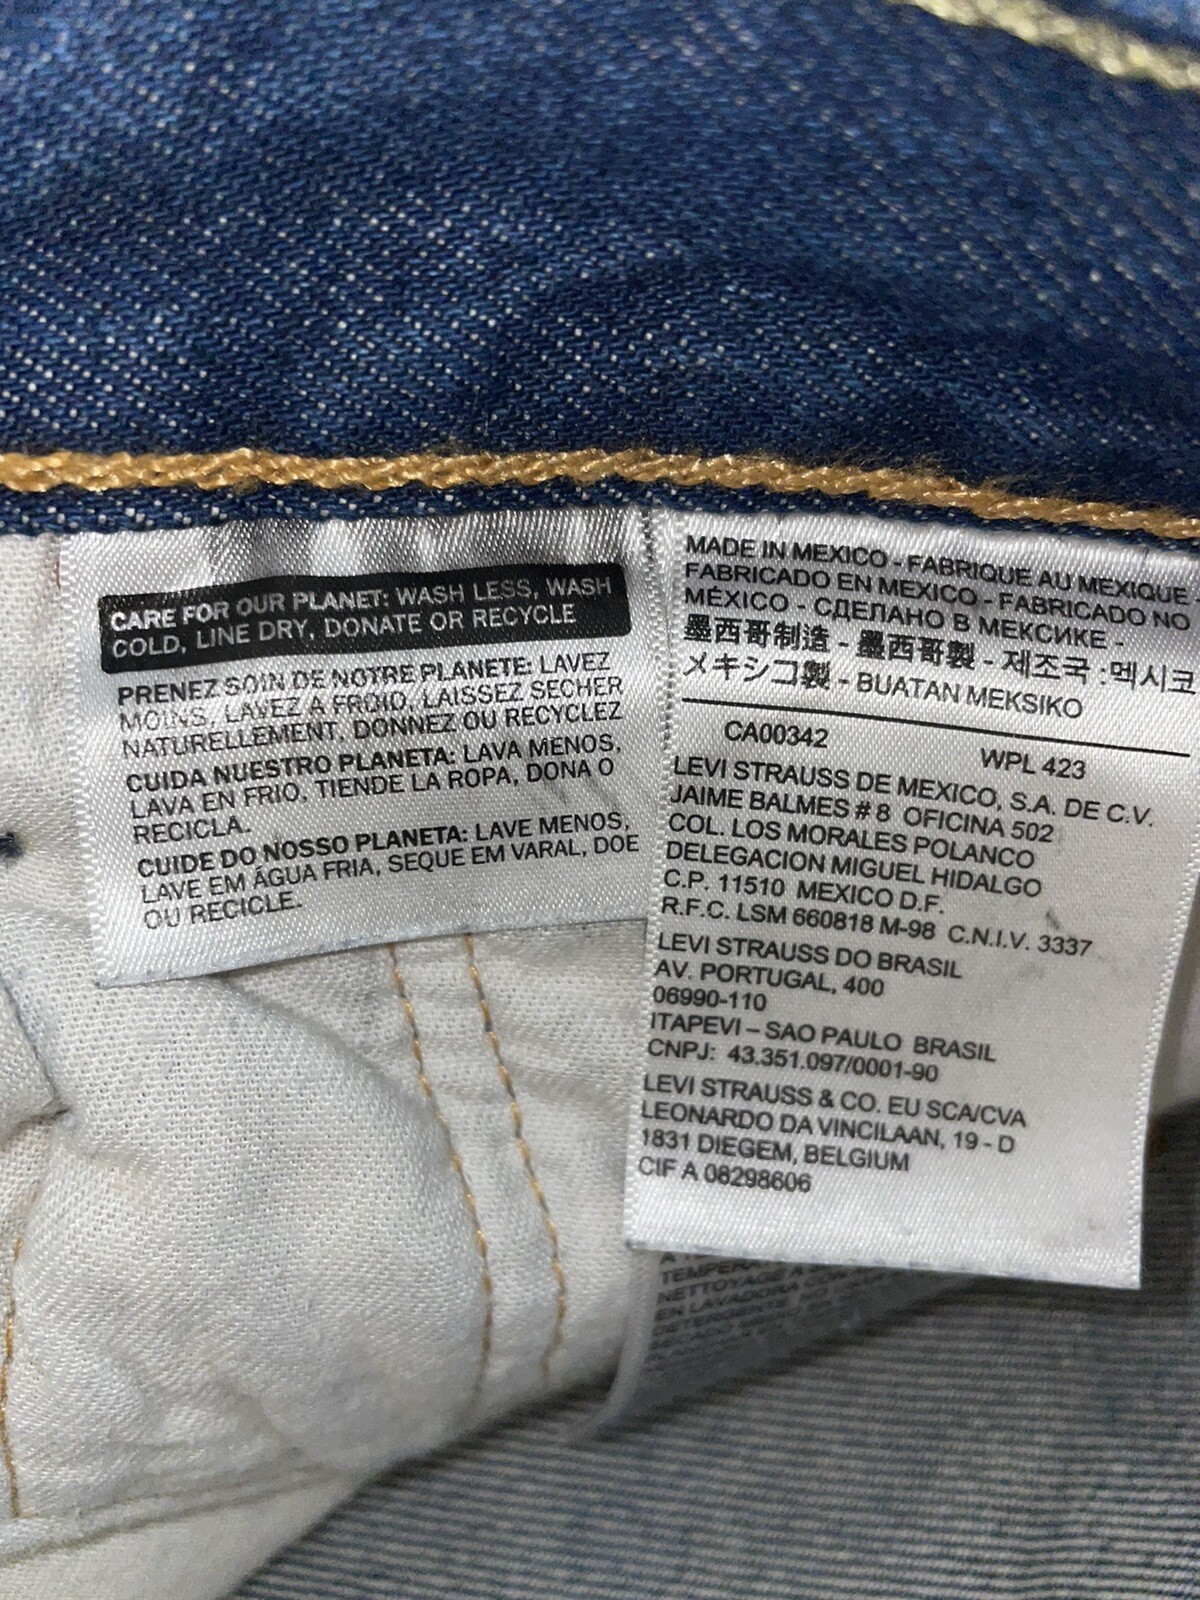 CARE FOR OUR PLANET: WASH LESS, WASH
COLD, LINE DRY, DONATE OR RECYCLE
PRENEZ SOIN DE NOTRE PLANETE: LAVEZ
MOINS, LAVEZ A FROID, LAISSEZ SECHER
NATURELLEMENT, DONNEZ OU RECYCLEZ
CUIDA NUESTRO PLANETA: LAVA MENOS,
LAVA EN FRIO, TIENDE LA ROPA, DONA O
RECICLA.
CUIDE DO NOSSO PLANETA: LAVE MENOS,
LAVE EM ÁGUA FRIA, SEQUE EM VARAL, DOE
OU RECICLE.
MADE IN MEXICO - FABRIQUE AU MEXIQUE -
FABRICADO EN MEXICO - FABRICADO NO
MÉXICO - СДЕЛАНО В МЕКСИКЕ -
墨西哥制造 - 墨西哥製 - 제조국 :멕시코
メキシコ製 - BUATAN MEKSIKO
CA00342 WPL 423
LEVI STRAUSS DE MEXICO, S.A. DE C.V.
JAIME BALMES # 8 OFICINA 502
COL. LOS MORALES POLANCO
DELEGACION MIGUEL HIDALGO
C.P. 11510 MEXICO D.F.
R.F.C. LSM 660818 M-98 C.N.I.V. 3337
LEVI STRAUSS DO BRASIL
AV. PORTUGAL, 400
06990-110
ITAPEVI – SAO PAULO BRASIL
CNPJ: 43.351.097/0001-90
LEVI STRAUSS & CO. EU SCA/CVA
LEONARDO DA VINCILAAN, 19 - D
1831 DIEGEM, BELGIUM
CIF A 08298606
NETTOYAGE A
EN LAVADORA CON